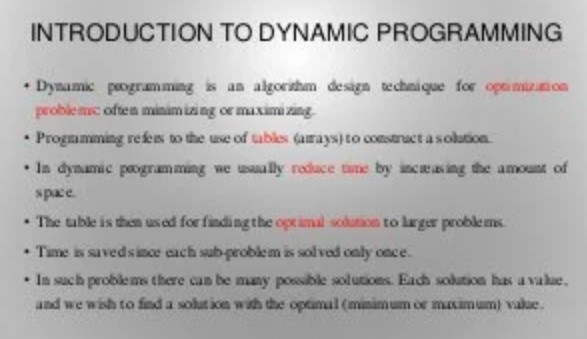 INTRODUCTION TO DYNAMIC PROGRAMMING
• Dynamic programming is an algorithm design technique for optimization
problems: often minimizing or maximizing.
• Programming refers to the use of tables (arrays) to construct a solution.
• In dynamic programming we usually reduce time by increasing the amount of
space.
• The table is then used for finding the optimal solution to larger problems.
• Time is saved since each sub-problem is solved only once.
• In such problems there can be many possible solutions. Each solution has a value,
and we wish to find a solution with the optimal (minimum or maximum) value.